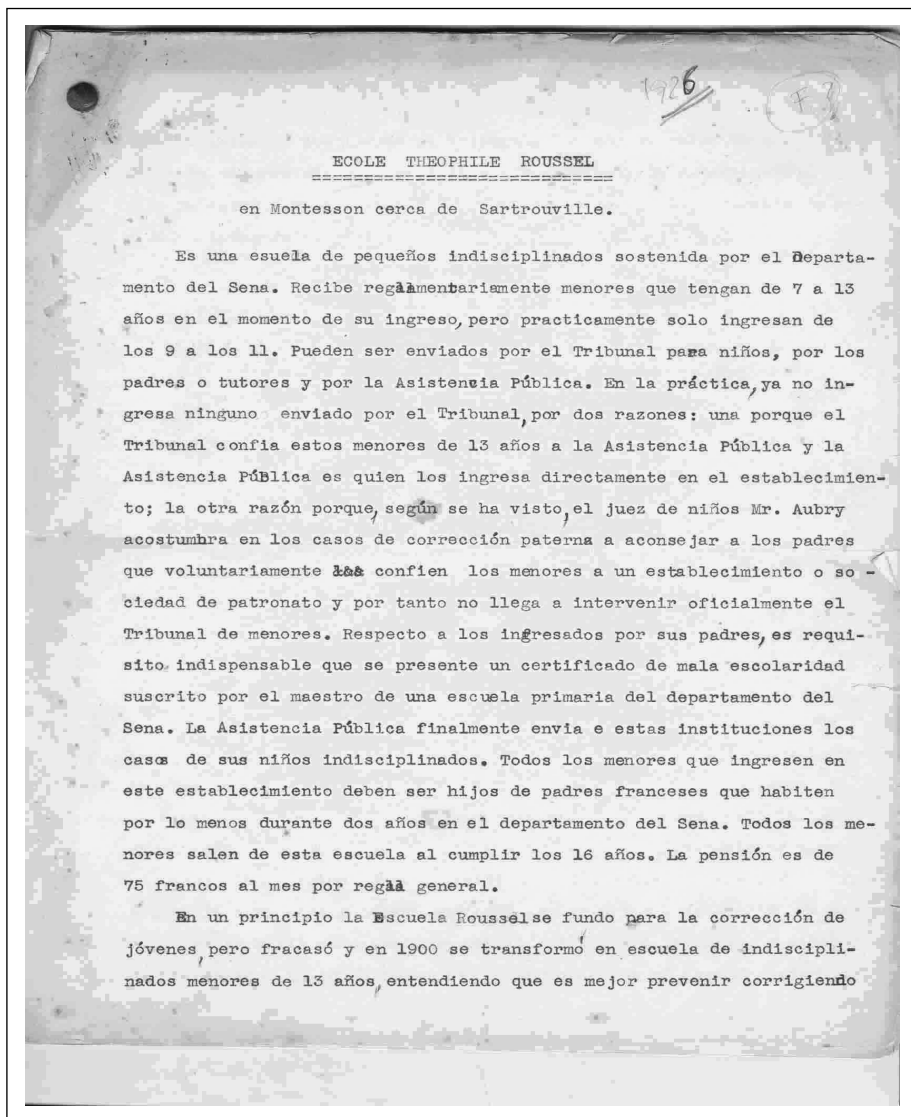 1926
F
ECOLE THEOPHILE ROUSSEL
=============================
en Montesson cerca de Sartrouville.
Es una esuela de pequeños indisciplinados sostenida por el Departa-
mento del Sena. Recibe reglamentariamente menores que tengan de 7 a 13
años en el momento de su ingreso, pero practicamente solo ingresan de
los 9 a los 11. Pueden ser enviados por el Tribunal para niños, por los
padres o tutores y por la Asistencia Pública. En la práctica, ya no in-
gresa ninguno enviado por el Tribunal, por dos razones: una porque el
Tribunal confia estos menores de 13 años a la Asistencia Pública y la
Asistencia Pública es quien los ingresa directamente en el establecimien-
to; la otra razón porque, según se ha visto, el juez de niños Mr. Aubry
acostumbra en los casos de corrección paterna a aconsejar a los padres
que voluntariamente confien los menores a un establecimiento o so -
ciedad de patronato y por tanto no llega a intervenir oficialmente el
Tribunal de menores. Respecto a los ingresados por sus padres, es requi-
sito indispensable que se presente un certificado de mala escolaridad
suscrito por el maestro de una escuela primaria del departamento del
Sena. La Asistencia Pública finalmente envia e estas instituciones los
casos de sus niños indisciplinados. Todos los menores que ingresen en
este establecimiento deben ser hijos de padres franceses que habiten
por lo menos durante dos años en el departamento del Sena. Todos los me-
nores salen de esta escuela al cumplir los 16 años. La pensión es de
75 francos al mes por regla general.
En un principio la Escuela Roussel se fundo para la corrección de
jóvenes, pero fracasó y en 1900 se transformó en escuela de indiscipli-
nados menores de 13 años, entendiendo que es mejor prevenir corrigiendo